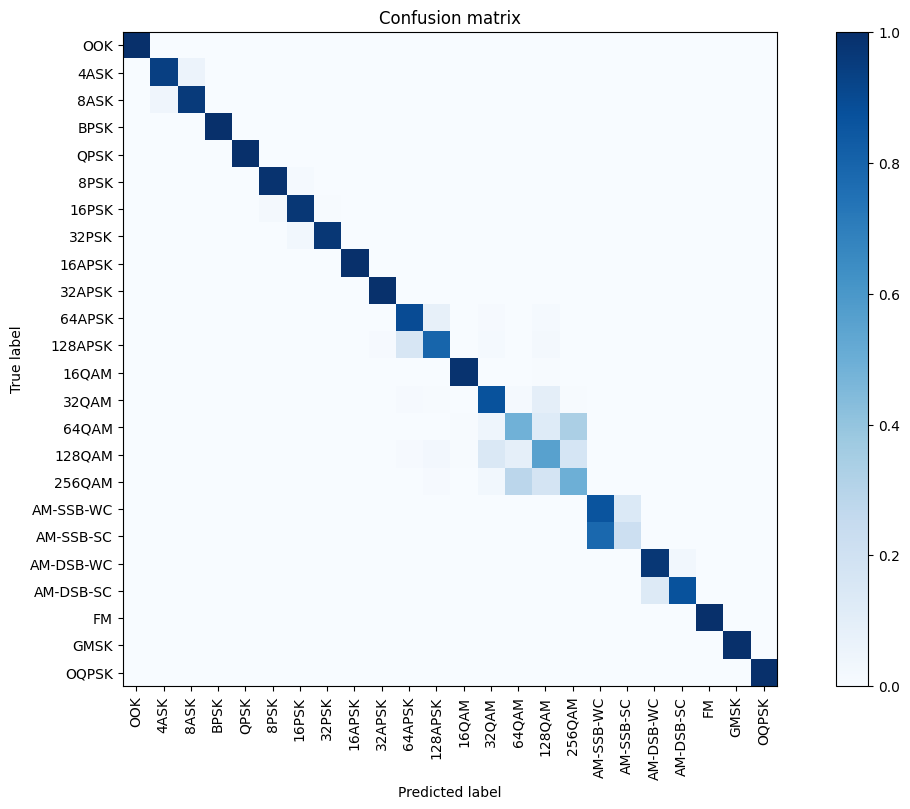 Confusion matrix
True label
OOK
4ASK
8ASK
BPSK
QPSK
8PSK
16PSK
32PSK
16APSK
32APSK
64APSK
128APSK
16QAM
32QAM
64QAM
128QAM
256QAM
AM-SSB-WC
AM-SSB-SC
AM-DSB-WC
AM-DSB-SC
FM
GMSK
OQPSK
OOK
4ASK
8ASK
BPSK
QPSK
8PSK
16PSK
32PSK
16APSK
32APSK
64APSK
128APSK
16QAM
32QAM
64QAM
128QAM
256QAM
AM-SSB-WC
AM-SSB-SC
AM-DSB-WC
AM-DSB-SC
FM
GMSK
OQPSK
Predicted label
1.0
0.8
0.6
0.4
0.2
0.0